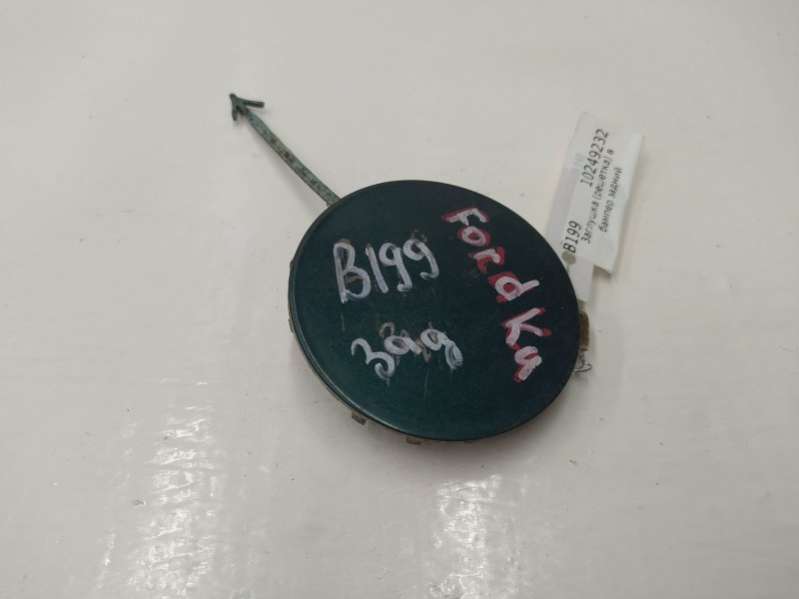 B199
зад
Ford Ka
B199 10249232
Заглушка (решетка) в
бампер задний